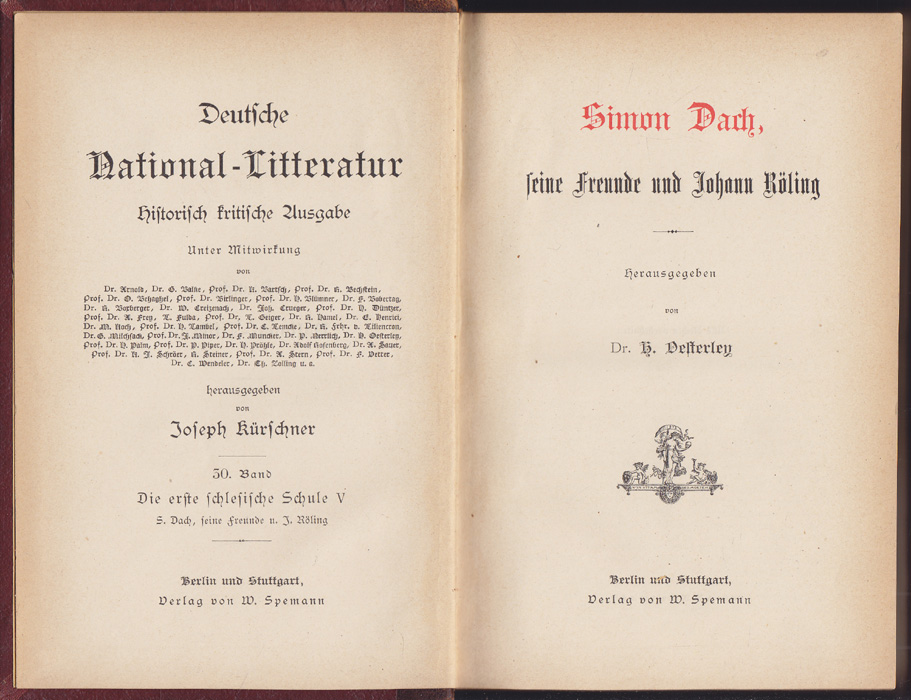 Deutsche
National-Litteratur
Historisch kritische Ausgabe
Unter Mitwirkung
von
Dr. Arnold, Dr. G. Balke, Prof. Dr. K. Bartsch, Prof. Dr. R. Bechstein,
Prof. Dr. O. Behaghel, Prof. Dr. Birlinger, Prof. Dr. H. Blümner, Dr. F. Bobertag,
Dr. R. Boxberger, Dr. W. Creizenach, Dr. Joh. Crueger, Prof. Dr. H. Düntzer,
Prof. Dr. A. Frey, L. Fulda, Prof. Dr. L. Geiger, Dr. K. Hamel, Dr. E. Henrici,
Dr. M. Koch, Prof. Dr. H. Lambel, Prof. Dr. C. Lemcke, Dr. R. Frhr. v. Liliencron,
Dr. G. Milchsack, Prof. Dr. J. Minor, Dr. F. Muncker, Dr. P. Nerrlich, Dr. H. Oesterley,
Prof. Dr. H. Palm, Prof. Dr. P. Piper, Dr. H. Pröhle, Dr. Adolf Rosenberg, Dr. A. Sauer,
Prof. Dr. K. J. Schröer, R. Steiner, Prof. Dr. A. Stern, Prof. Dr. F. Vetter,
Dr. C. Wendeler, Dr. Th. Zolling u. a.
herausgegeben
von
Joseph Kürschner
30. Band
Die erste schlesische Schule V
S. Dach, seine Freunde u. J. Röling
Berlin und Stuttgart,
Verlag von W. Spemann
Simon Dach,
seine Freunde und Johann Röling
Herausgegeben
von
Dr. H. Oesterley
Berlin und Stuttgart,
Verlag von W. Spemann